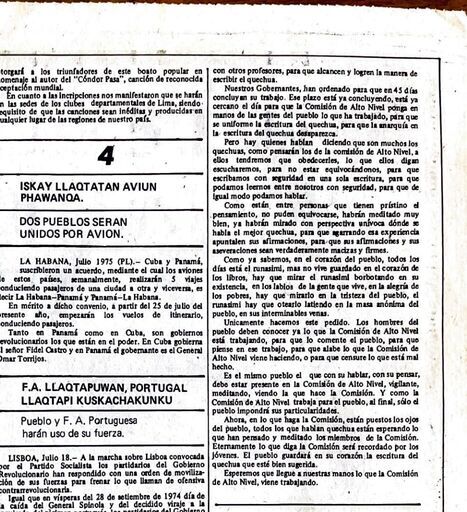 torgará a los triunfadores de este boato popular en
homenaje al autor del "Cóndor Pasa", canción de reconocida
ceptación mundial.
En cuanto a las incripciones nos manifestaron que se harán
en las sedes de los clubes departamentales de Lima, siendo
equisito de que las canciones sean inéditas y producidas en
ualquier lugar de las regiones de nuestro país.
4
ISKAY LLAQTATAN AVIUN
PHAWANQA.
DOS PUEBLOS SERAN
UNIDOS POR AVION.
LA HABANA, julio 1975 (PL).- Cuba y Panamá,
suscribieron un acuerdo, mediante el cual los aviones
e estos países, semanalmente, realizarán 5 viajes
onduciendo pasajeros de una ciudad a otra y viceversa, es
ecir La Habana-Panamá y Panamá-La Habana.
En mérito a dicho convenio, a partir del 25 de julio del
resente año, empezarán los vuelos de itinerario,
onduciendo pasajeros.
Tanto en Panamá como en Cuba, son gobiernos
evolucionarios los que están en el poder. En Cuba gobierna
l señor Fidel Castro y en Panamá el gobernante es el General
Omar Torrijos.
F.A. LLAQTAPUWAN, PORTUGAL
LLAQTAPI KUSKACHAKUNKU
Pueblo y F. A. Portuguesa
harán uso de su fuerza.
LISBOA, Julio 18.- A la marcha sobre Lisboa convocada
por el Partido Socialista los partidarios del Gobierno
Revolucionario han respondido con una orden de moviliza-
ción de sus fuerzas para frenar lo que llaman de ofensiva
contrarrevolucionaria.
Igual que en vísperas del 28 de setiembre de 1974 día de
la caída del General Spínola y del decidido viraje a la
con otros profesores, para que alcancen y logren la manera de
escribir el quechua.
Nuestros Gobernantes, han ordenado para que en 45 días
concluyan su trabajo. Ese plazo está ya concluyendo, está ya
cercano el día para que la Comisión de Alto Nivel ponga en
manos de las gentes del pueblo lo que ha trabajado, para que
se uniforme la escritura del quechua, para que la anarquía en
la escritura del quechua desaparezca.
Pero hay quienes hablan diciendo que son muchos los
quechuas, como pensarán los de la comisión de Alto Nivel, a
ellos tendremos que obedecerles, lo que ellos digan
escucharemos, para no estar equivocándonos, para que
escribamos con seguridad en una sola escritura, para que
podamos leernos entre nosotros con seguridad, para que de
igual modo podamos hablar.
Como están entre personas que tienen prístino el
pensamiento, no puden equivocarse, habrán meditado muy
bien, ya habrán mirado con perspectiva unívoca dónde se
habla el mejor quechua, para que agarrando esa experiencia
apuntalen sus afirmaciones, para que sus afirmaciones y sus
aseveraciones sean verdaderamente macizas y firmes.
Como ya sabemos, en el corazón del pueblo, todos los
días está el runasimi, mas no vive guardado en el corazón de
los libros, hay que mirar el runasimi borbotando en su
existencia, en los labios de la gente que vive, en la alegría de
los pobres, hay que mirarlo en la tristeza del pueblo, el
runasimi hay que otearlo latiendo en la masa anónima del
pueblo, en sus interminables venas.
Unicamente hacemos este pedido. Los hombres del
pueblo deben conocer ya lo que la Comisión de Alto Nivel
está trabajando, para que lo comente el pueblo, para que
piense en ese trabajo, para que alabe lo que la Comisión de
Alto Nivel viene haciendo, o para que censure lo que está mal
hecho.
Es el mismo pueblo el que con su hablar, con su pensar,
debe estar presente en la Comisión de Alto Nivel, vigilante,
meditando, viendo la que hace la Comisión. Y como la
Comisión de Alto Nivel trabaja para el pueblo, al final, sólo el
pueblo impondrá sus particularidades.
Ahora, en lo que haga la Comisión, están puestos los ojos
del pueblo, todos los que hablan quechua están esperando lo
que han pensado y meditado los miembros de la Comisión.
Eternamente lo que diga la Comisión será recordado por los
jóvenes. El pueblo guardará en su corazón la escritura del
quechua que esté bien sugerida.
Esperemos que llegue a nuestras manos lo que la Comisión
de Alto Nivel, viene trabajando.